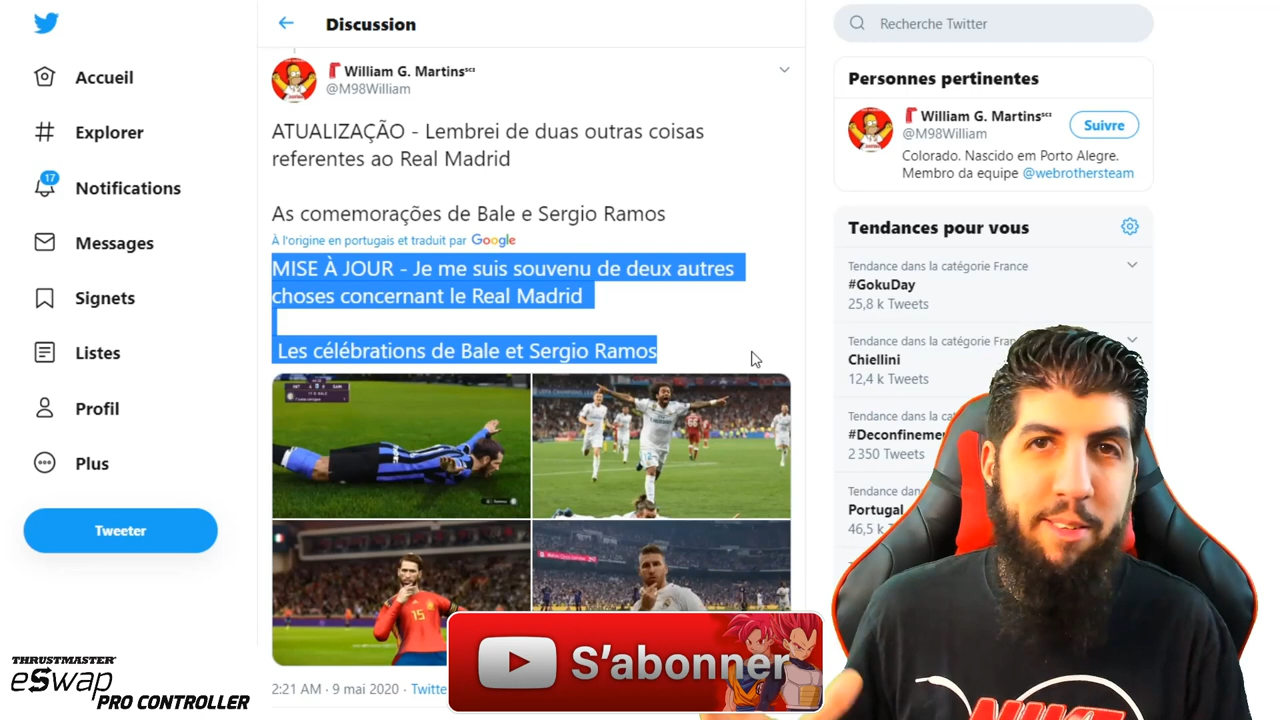 Accueil
Explorer
17
Notifications
Messages
Signets
Listes
Profil
Plus
Tweeter
THRUSTMASTER
eSwap
PRO CONTROLLER
Discussion
William G. Martins
@M98William
ATUALIZAÇÃO - Lembrei de duas outras coisas
referentes ao Real Madrid
As comemorações de Bale e Sergio Ramos
À l'origine en portugais et traduit par Google
MISE À JOUR - Je me suis souvenu de deux autres
choses concernant le Real Madrid
Les célébrations de Bale et Sergio Ramos
15
2:21 AM · 9 mai 2020 · Twitte
S'abonner
Recherche Twitter
Personnes pertinentes
William G. Martins
@M98William
Suivre
Colorado. Nascido em Porto Alegre.
Membro da equipe @webrothersteam
Tendances pour vous
Tendance dans la catégorie France
#GokuDay
25,8 k Tweets
Tendance dans la catégorie Fra
Chiellini
12,4 k Tweets
Tendance dans la ca
#Deconfineme
2 350 Tweets
Tendance dans la
Portugal
46,5 k